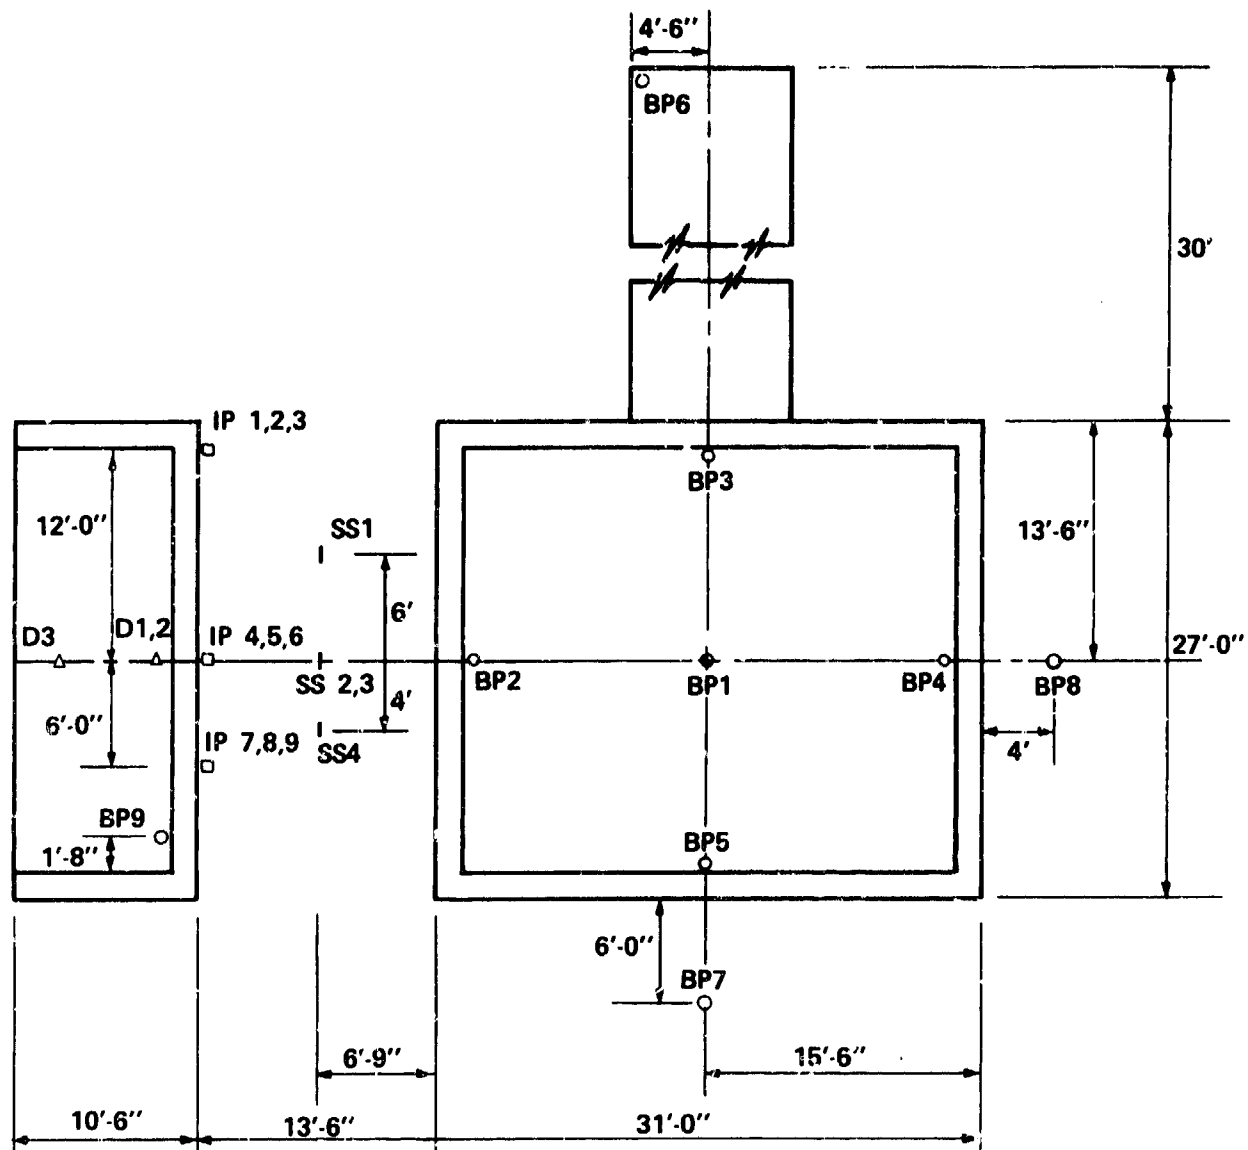 4'-6''
BP6
30'
IP 1,2,3
BP3
12'-0''
SS1
13'-6''
6'
D3
D1,2
IP 4,5,6
27'-0''
SS 2,3
BP2
BP1
BP4
BP8
4'
6'-0''
IP 7,8,9
SS4
4'
BP9
BP5
1'-8''
6'-0''
BP7
6'-9''
15'-6''
10'-6''
13'-6''
31'-0''